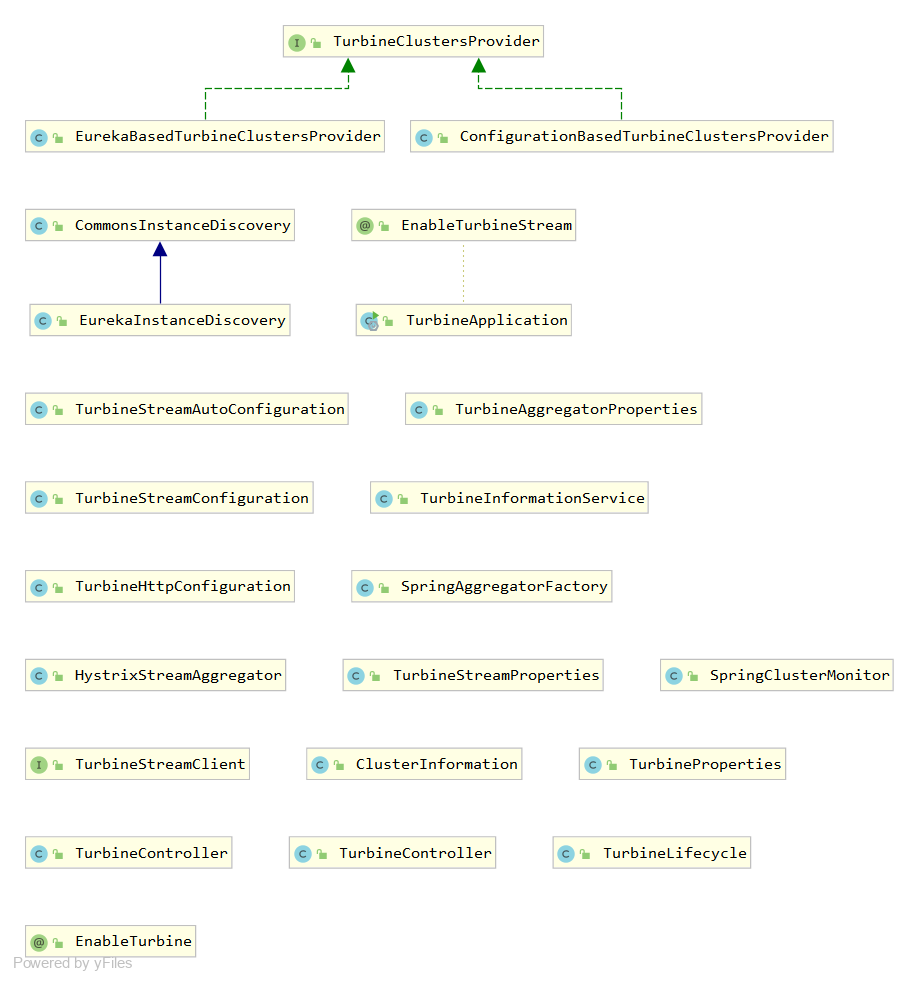 TurbineClustersProvider
EurekaBasedTurbineClustersProvider
ConfigurationBasedTurbineClustersProvider
CommonsInstanceDiscovery
EnableTurbineStream
EurekaInstanceDiscovery
TurbineApplication
TurbineStreamAutoConfiguration
TurbineAggregatorProperties
TurbineStreamConfiguration
TurbineInformationService
TurbineHttpConfiguration
SpringAggregatorFactory
HystrixStreamAggregator
TurbineStreamProperties
SpringClusterMonitor
TurbineStreamClient
ClusterInformation
TurbineProperties
TurbineController
TurbineController
TurbineLifecycle
EnableTurbine
Powered by yFiles